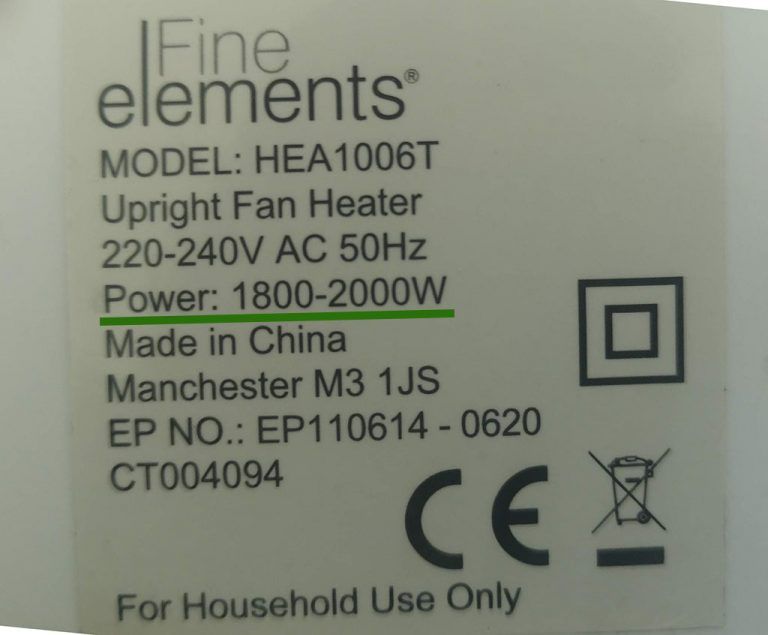 Fine
elements®
MODEL: HEA1006T
Upright Fan Heater
220-240V AC 50Hz
Power: 1800-2000W
Made in China
Manchester M3 1JS
EP NO.: EP110614 - 0620
CT004094
CE
For Household Use Only